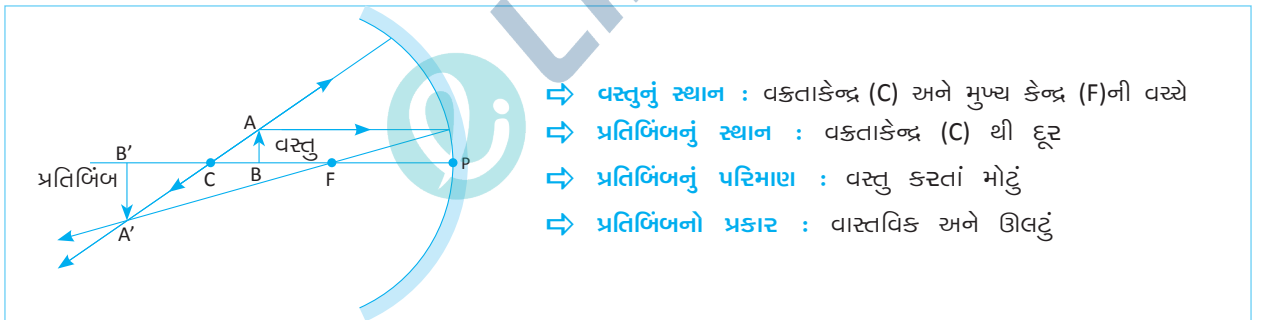 A
B'
વસ્તુ
પ્રતિબિંબ
C
B
F
P
A'
⇨ વસ્તુનું સ્થાન : વક્રતાકેન્દ્ર (C) અને મુખ્ય કેન્દ્ર (F)ની વચ્ચે
⇨ પ્રતિબિંબનું સ્થાન : વક્રતાકેન્દ્ર (C) થી દૂર
⇨ પ્રતિબિંબનું પરિમાણ : વસ્તુ કરતાં મોટું
⇨ પ્રતિબિંબનો પ્રકાર : વાસ્તવિક અને ઊલટું